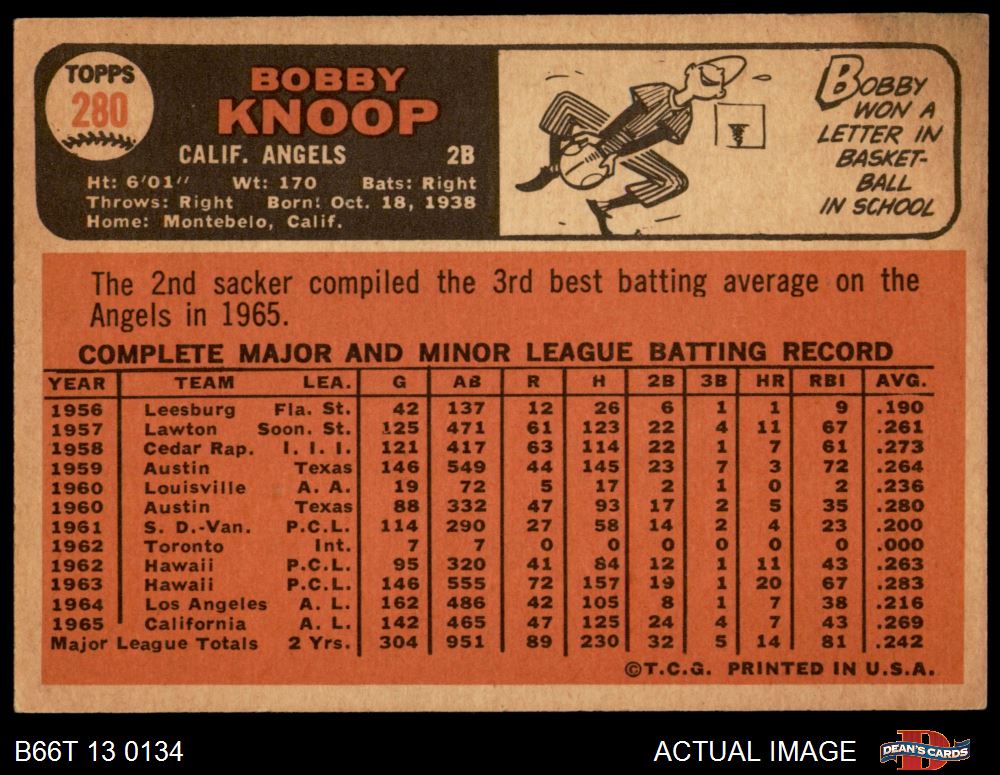 TOPPS
280
BOBBY
KNOOP
CALIF. ANGELS 2B
Ht: 6'01" Wt: 170 Bats: Right
Throws: Right Born: Oct. 18, 1938
Home: Montebelo, Calif.
BOBBY
WON A
LETTER IN
BASKET-
BALL
IN SCHOOL
The 2nd sacker compiled the 3rd best batting average on the
Angels in 1965.
COMPLETE MAJOR AND MINOR LEAGUE BATTING RECORD
YEAR TEAM LEA. G AB R H 2B 3B HR RBI AVG.
1956 Leesburg Fla. St. 42 137 12 26 6 1 1 9 .190
1957 Lawton Soon. St. 125 471 61 123 22 4 11 67 .261
1958 Cedar Rap. I. I. I. 121 417 63 114 22 1 7 61 .273
1959 Austin Texas 146 549 44 145 23 7 3 72 .264
1960 Louisville A. A. 19 72 5 17 2 1 0 2 .236
1960 Austin Texas 88 332 47 93 17 2 5 35 .280
1961 S. D.-Van. P.C.L. 114 290 27 58 14 2 4 23 .200
1962 Toronto Int. 7 7 0 0 0 0 0 0 .000
1962 Hawaii P.C.L. 95 320 41 84 12 1 11 43 .263
1963 Hawaii P.C.L. 146 555 72 157 19 1 20 67 .283
1964 Los Angeles A. L. 162 486 42 105 8 1 7 38 .216
1965 California A. L. 142 465 47 125 24 4 7 43 .269
Major League Totals 2 Yrs. 304 951 89 230 32 5 14 81 .242
©T.C.G. PRINTED IN U.S.A.
B66T 13 0134 ACTUAL IMAGE
D
DEAN'S CARDS